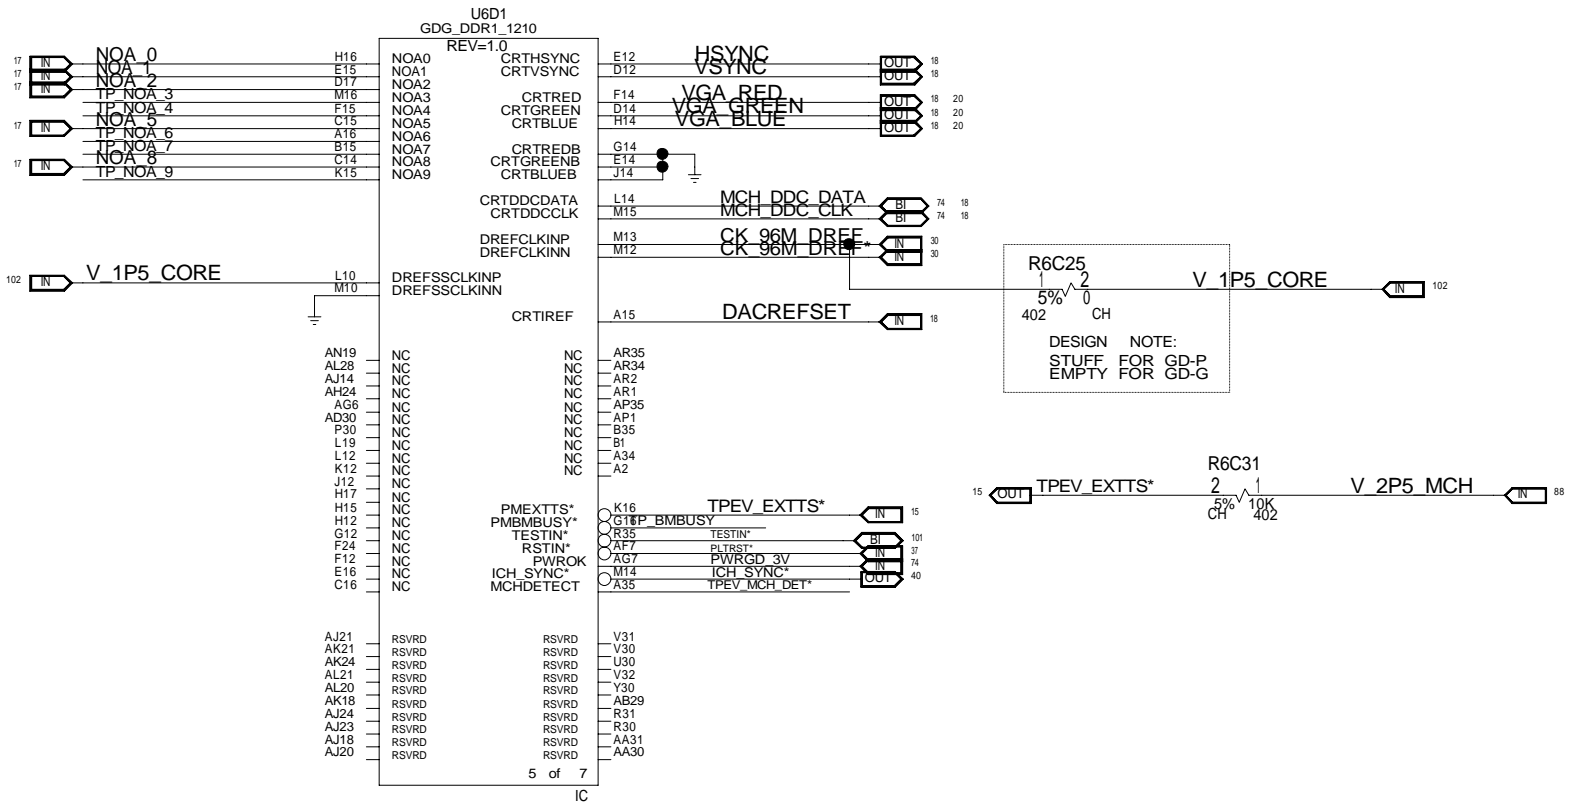 U6D1
GDG_DDR1_1210
REV=1.0
17 IN NOA_0 H16 NOA0
17 IN NOA_1 E15 NOA1
17 IN NOA_2 D17 NOA2
TP_NOA_3 M16 NOA3
TP_NOA_4 F15 NOA4
17 IN NOA_5 C15 NOA5
TP_NOA_6 A16 NOA6
TP_NOA_7 B15 NOA7
17 IN NOA_8 C14 NOA8
TP_NOA_9 K15 NOA9
102 IN V_1P5_CORE L10 DREFSSCLKINP
M10 DREFSSCLKINN
CRTHSYNC E12 HSYNC OUT 18
CRTVSYNC D12 VSYNC OUT 18
CRTRED F14 VGA_RED OUT 18 20
CRTGREEN D14 VGA_GREEN OUT 18 20
CRTBLUE H14 VGA_BLUE OUT 18 20
CRTREDB G14
CRTGREENB E14
CRTBLUEB J14
CRTDDCDATA L14 MCH_DDC_DATA BI 74 18
CRTDDCCLK M15 MCH_DDC_CLK BI 74 18
DREFCLKINP M13 CK_96M_DREF IN 30
DREFCLKINN M12 CK_96M_DREF* IN 30
CRTIREF A15 DACREFSET IN 18
R6C25
1 2 V_1P5_CORE IN 102
5% 0
402 CH
DESIGN NOTE:
STUFF FOR GD-P
EMPTY FOR GD-G
AN19 NC NC AR35
AL28 NC NC AR34
AJ14 NC NC AR2
AH24 NC NC AR1
AG6 NC NC AP35
AD30 NC NC AP1
P30 NC NC B35
L19 NC NC B1
L12 NC NC A34
K12 NC NC A2
J12 NC
H17 NC
H15 NC PMEXTTS* K16 TPEV_EXTTS* IN 15
H12 NC PMBMBUSY* G16 TP_BMBUSY
G12 NC TESTIN* R35 TESTIN* BI 101
F24 NC RSTIN* AF7 PLTRST* IN 37
F12 NC PWROK AG7 PWRGD_3V IN 74
E16 NC ICH_SYNC* M14 ICH_SYNC* OUT 40
C16 NC MCHDETECT A35 TPEV_MCH_DET*
R6C31
15 OUT TPEV_EXTTS* 2 1 V_2P5_MCH IN 88
5% 10K
CH 402
AJ21 RSVRD RSVRD V31
AK21 RSVRD RSVRD V30
AK24 RSVRD RSVRD U30
AL21 RSVRD RSVRD V32
AL20 RSVRD RSVRD Y30
AK18 RSVRD RSVRD AB29
AJ24 RSVRD RSVRD R31
AJ23 RSVRD RSVRD R30
AJ18 RSVRD RSVRD AA31
AJ20 RSVRD RSVRD AA30
5 of 7
IC